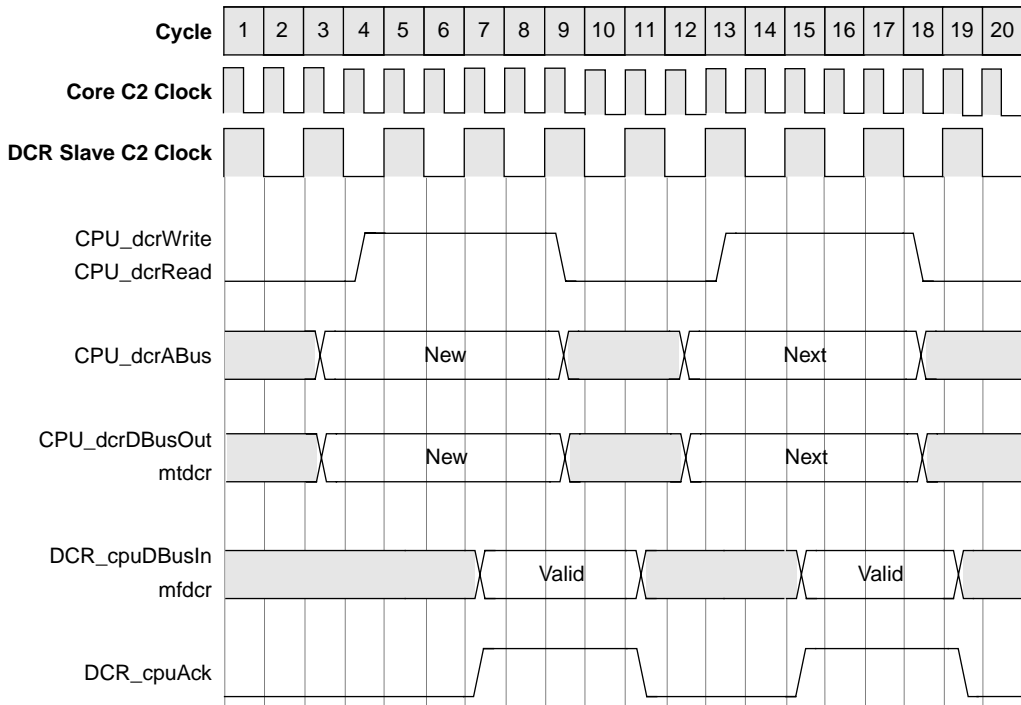 Cycle 1 2 3 4 5 6 7 8 9 10 11 12 13 14 15 16 17 18 19 20
Core C2 Clock
DCR Slave C2 Clock
CPU_dcrWrite
CPU_dcrRead
CPU_dcrABus New Next
CPU_dcrDBusOut
mtdcr New Next
DCR_cpuDBusIn
mfdcr Valid Valid
DCR_cpuAck